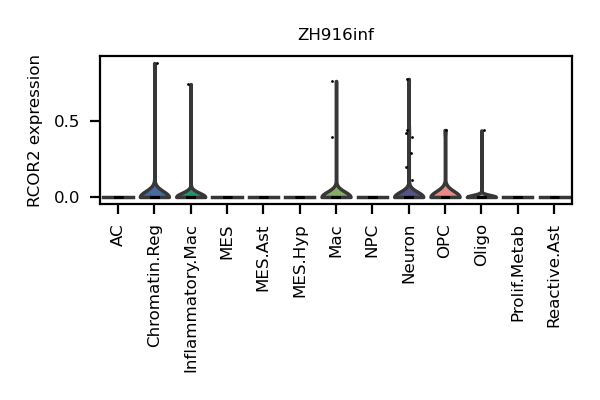 ZH916inf
RCOR2 expression
0.5
0.0
AC
Chromatin.Reg
Inflammatory.Mac
MES
MES.Ast
MES.Hyp
Mac
NPC
Neuron
OPC
Oligo
Prolif.Metab
Reactive.Ast